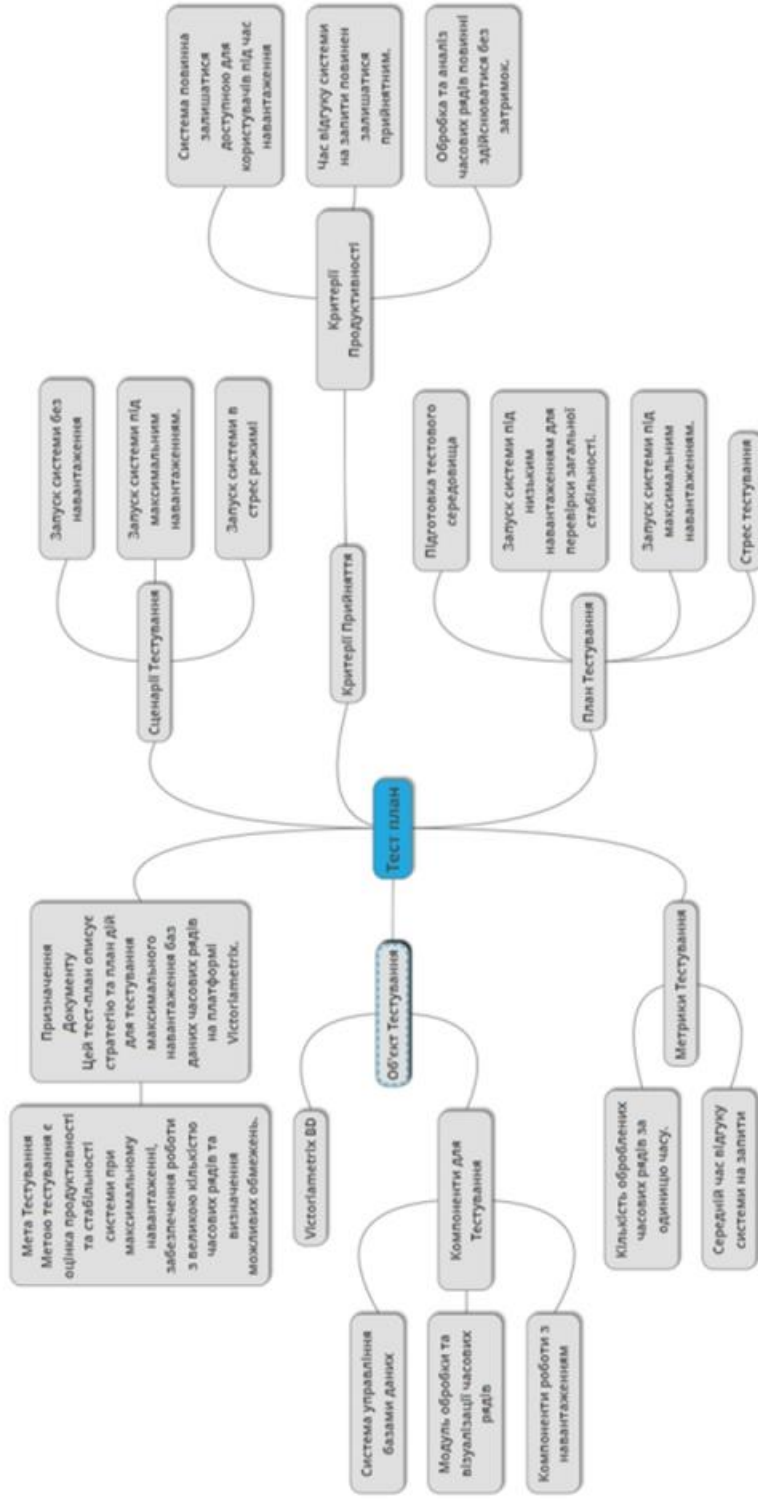 Тест план
Призначення
Документу
Цей тест-план описує
стратегію та план дій
для тестування
максимального
навантаження баз
даних часових рядів
на платформі
Victoriametrix.
Мета Тестування
Метою тестування є
оцінка продуктивності
та стабільності
системи при
максимальному
навантаженні,
забезпечення роботи
з великою кількістю
часових рядів та
визначення
можливих обмежень.
Об'єкт Тестування
Victoriametrix BD
Компоненти для
Тестування
Система управління
базами даних
Модуль обробки та
візуалізації часових
рядів
Компоненти роботи з
навантаженням
Метрики Тестування
Кількість оброблених
часових рядів за
одиницю часу.
Середній час відгуку
системи на запити
Сценарії Тестування
Запуск системи без
навантаження
Запуск системи під
максимальним
навантаженням.
Запуск системи в
стрес режимі
Критерії Прийняття
Критерії
Продуктивності
Система повинна
залишатися
доступною для
користувачів під час
навантаження
Час відгуку системи
на запити повинен
залишатися
прийнятним.
Обробка та аналіз
часових рядів повинні
здійснюватися без
затримок.
План Тестування
Підготовка тестового
середовища
Запуск системи під
низьким
навантаженням для
перевірки загальної
стабільності.
Запуск системи під
максимальним
навантаженням.
Стрес тестування